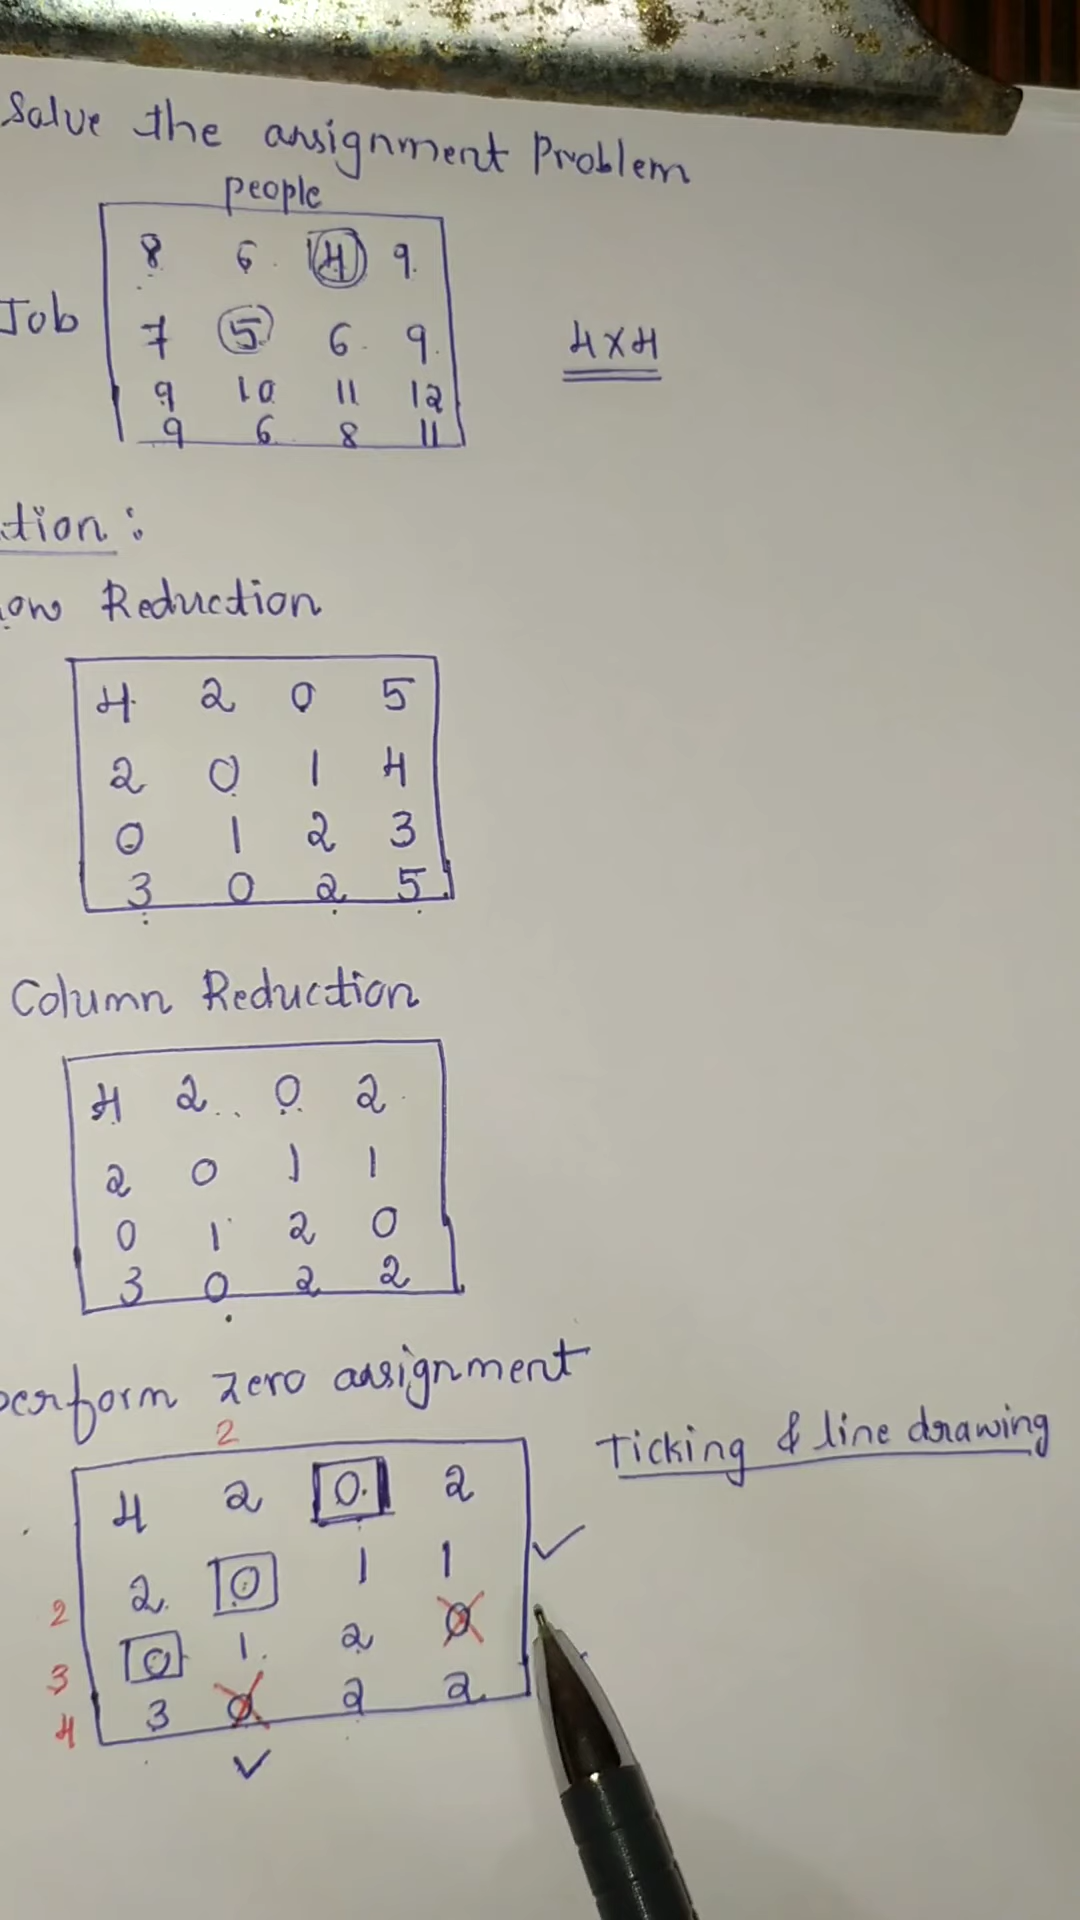 Solve the assignment Problem
people
8 6 4 9
Job
7 5 6 9
4x4
9 10 11 12
9 6 8 11
tion:
ow Reduction
4 2 0 5
2 0 1 4
0 1 2 3
3 0 2 5
Column Reduction
4 2 0 2
2 0 1 1
0 1 2 0
3 0 2 2
perform zero assignment
2
Ticking & line drawing
4 2 0 2
2 0 1 1
2
0 1 2 0
3
3 0 2 2
4